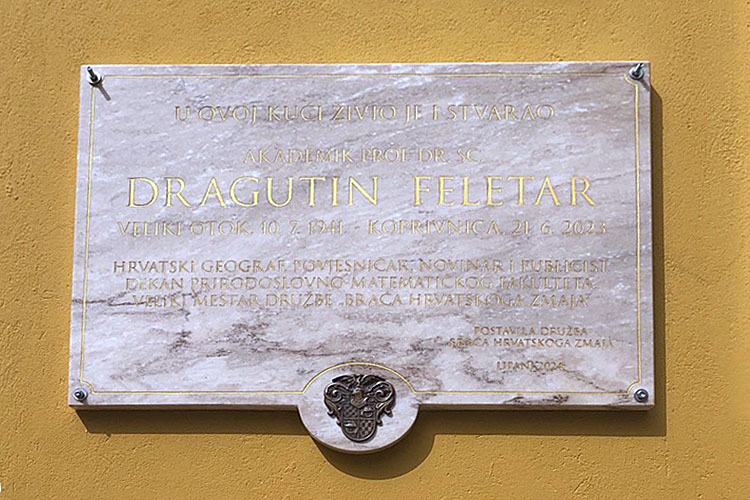 U OVOJ KUĆI ŽIVIO JE I STVARAO
AKADEMIK PROF. DR. SC.
DRAGUTIN FELETAR
VELIKI OTOK, 10. 7. 1941. - KOPRIVNICA, 21. 6. 2023
HRVATSKI GEOGRAF, POVJESNIČAR, NOVINAR I PUBLICIST
DEKAN PRIRODOSLOVNO-MATEMATIČKOG FAKULTETA
VELIKI MEŠTAR DRUŽBE „BRAĆA HRVATSKOGA ZMAJA“
POSTAVILA DRUŽBA
BRAĆA HRVATSKOGA ZMAJA
LIPANJ